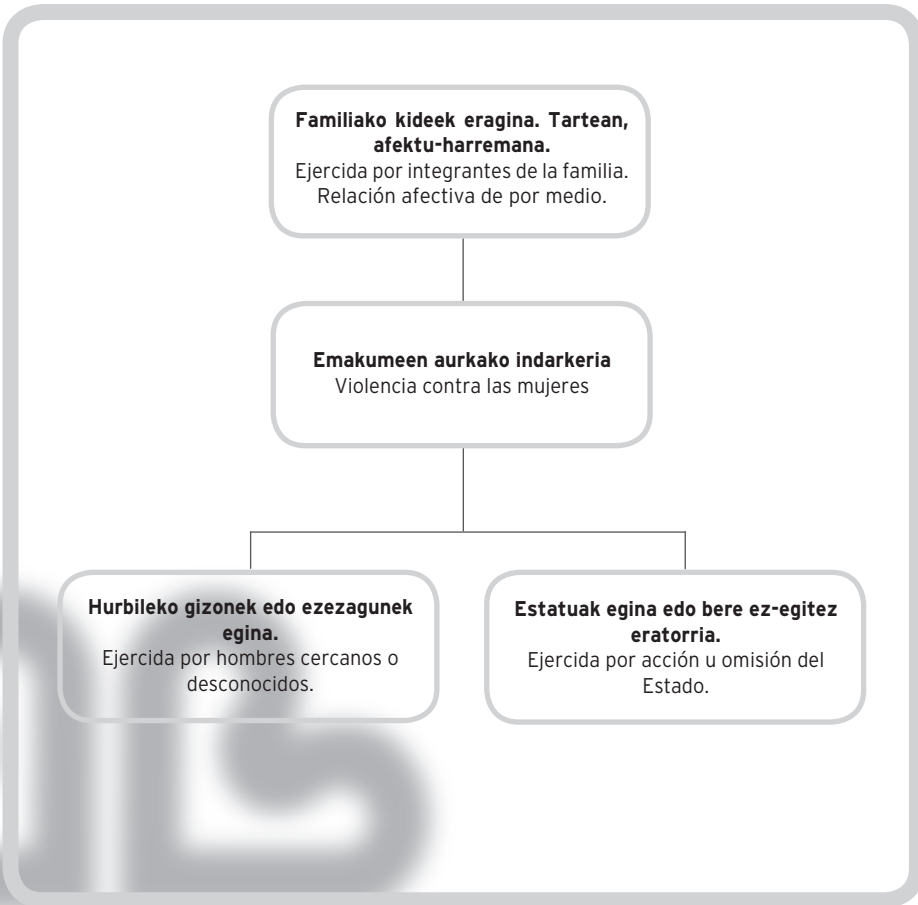 Familiako kideek eragina. Tartean,
afektu-harremana.
Ejercida por integrantes de la familia.
Relación afectiva de por medio.
Emakumeen aurkako indarkeria
Violencia contra las mujeres
Hurbileko gizonek edo ezezagunek
egina.
Ejercida por hombres cercanos o
desconocidos.
Estatuak egina edo bere ez-egitez
eratorria.
Ejercida por acción u omisión del
Estado.